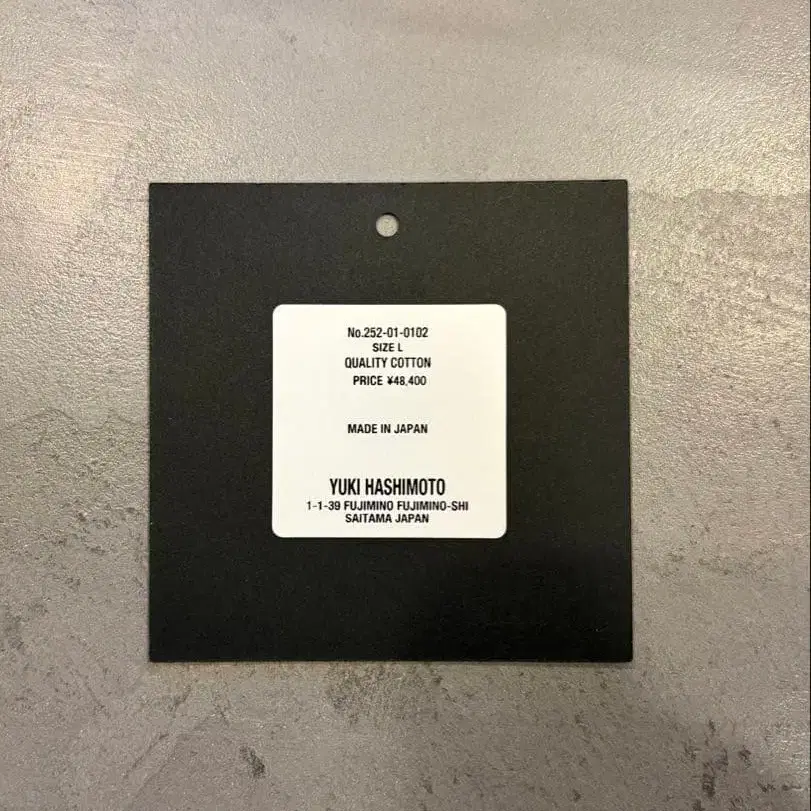 No.252-01-0102
SIZE L
QUALITY COTTON
PRICE ¥48,400
MADE IN JAPAN
YUKI HASHIMOTO
1-1-39 FUJIMINO FUJIMINO-SHI
SAITAMA JAPAN